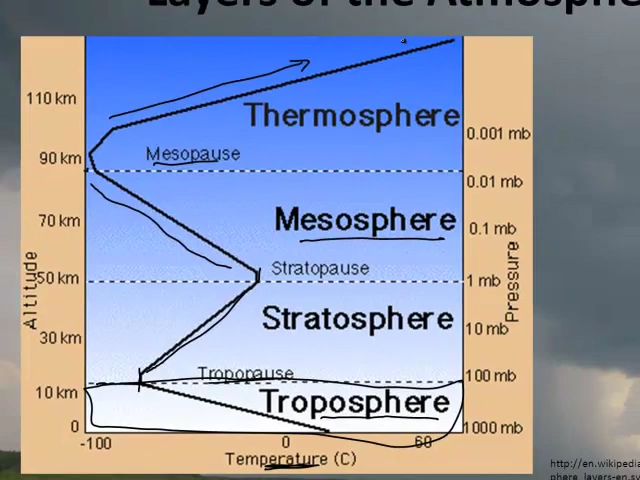 Layers of the Atmosphe
110 km
Thermosphere
0.001 mb
Mesopause
90 km
0.01 mb
Mesosphere
70 km
0.1 mb
Altitude
Pressure
Stratopause
50 km
1 mb
Stratosphere
10 mb
30 km
Tropopause
100 mb
10 km
Troposphere
0
1000 mb
-100
0
60
Temperature (C)
http://en.wikipedia
phere_layers-en.sv